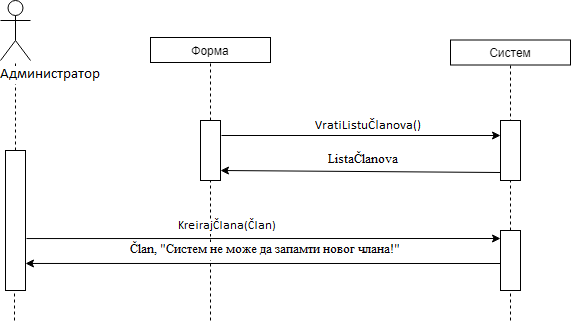 Форма
Систем
Администратор
VratiListuČlanova()
ListaČlanova
KreirajČlana(Član)
Član, "Систем не може да запамти новог члана!"